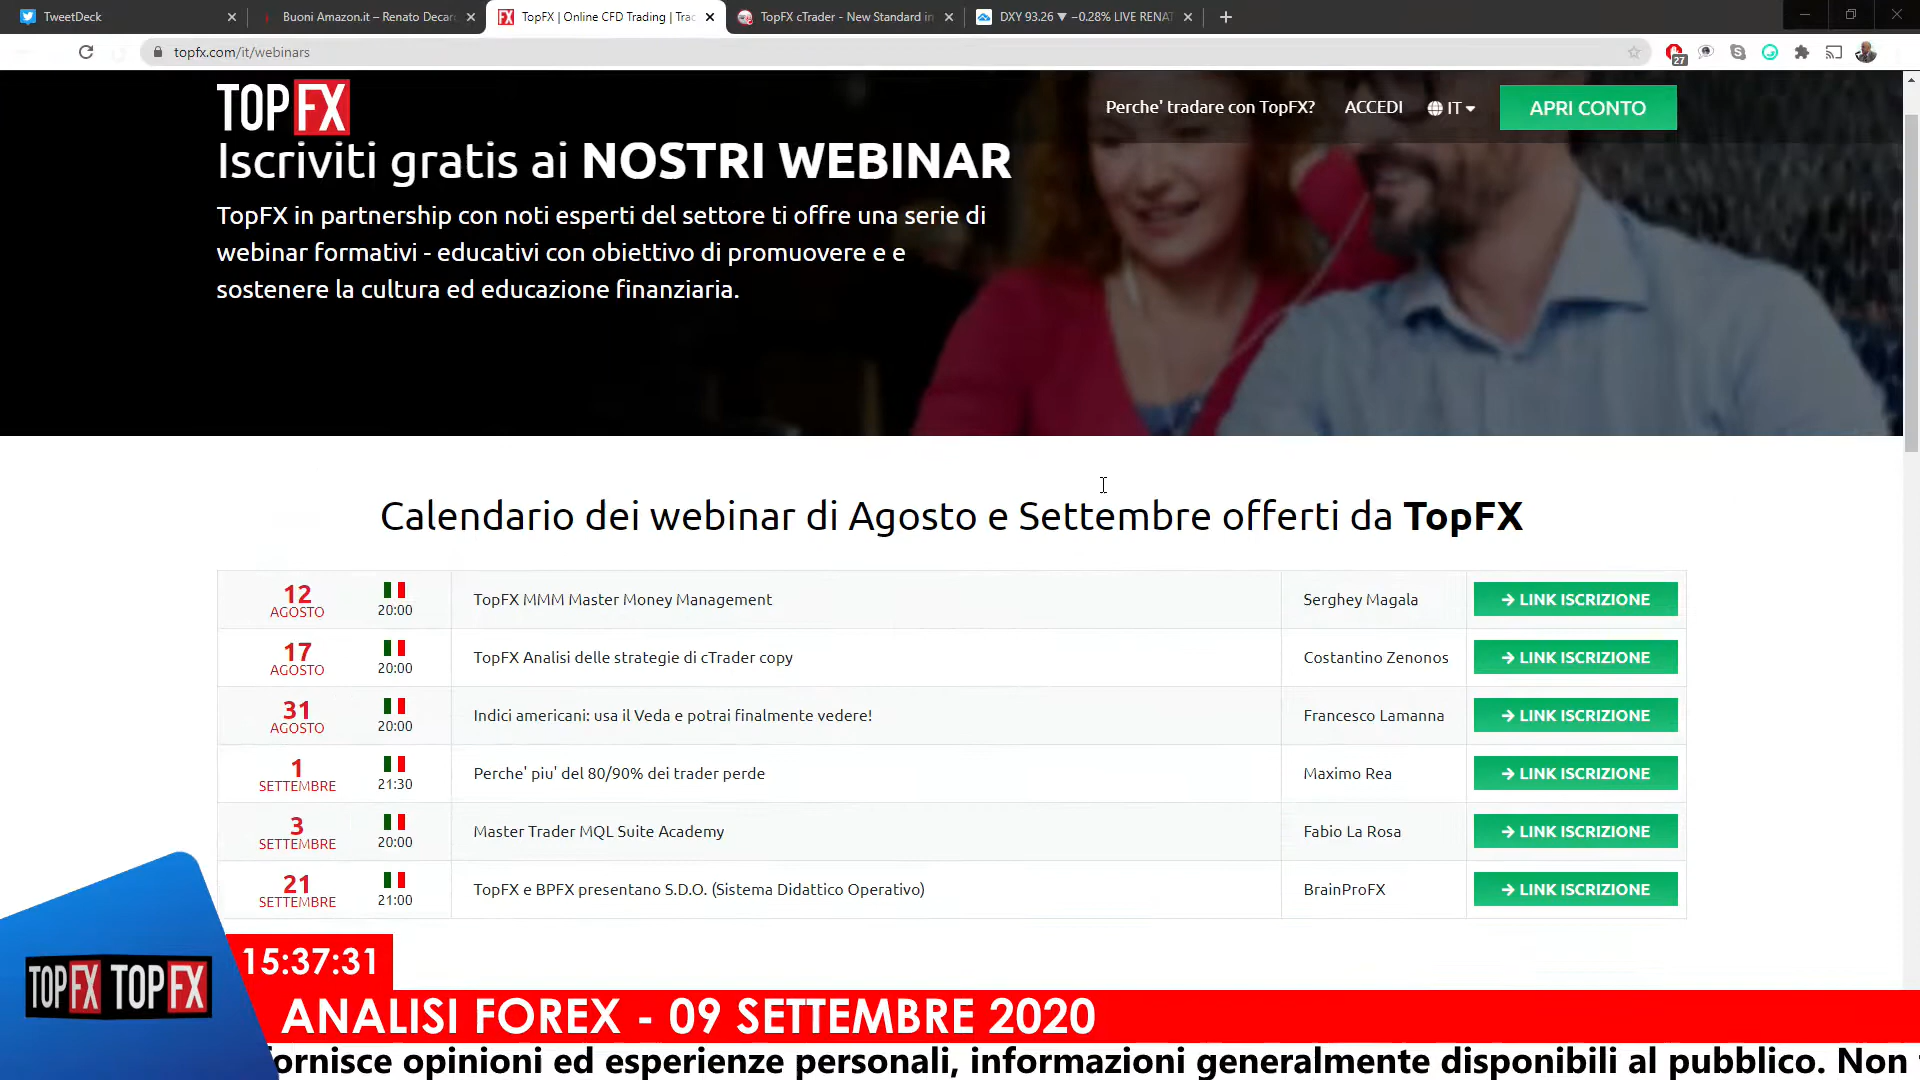 TweetDeck
Buoni Amazon.it – Renato Decaro
TopFX | Online CFD Trading | Trac
TopFX cTrader - New Standard in
DXY 93.26 ▼ −0.28% LIVE RENAT
topfx.com/it/webinars
27
TOPFX
Perche' tradare con TopFX?
ACCEDI
IT
APRI CONTO
Iscriviti gratis ai NOSTRI WEBINAR
TopFX in partnership con noti esperti del settore ti offre una serie di
webinar formativi - educativi con obiettivo di promuovere e e
sostenere la cultura ed educazione finanziaria.
Calendario dei webinar di Agosto e Settembre offerti da TopFX
12 AGOSTO 20:00 TopFX MMM Master Money Management Serghey Magala → LINK ISCRIZIONE
17 AGOSTO 20:00 TopFX Analisi delle strategie di cTrader copy Costantino Zenonos → LINK ISCRIZIONE
31 AGOSTO 20:00 Indici americani: usa il Veda e potrai finalmente vedere! Francesco Lamanna → LINK ISCRIZIONE
1 SETTEMBRE 21:30 Perche' piu' del 80/90% dei trader perde Maximo Rea → LINK ISCRIZIONE
3 SETTEMBRE 20:00 Master Trader MQL Suite Academy Fabio La Rosa → LINK ISCRIZIONE
21 SETTEMBRE 21:00 TopFX e BPFX presentano S.D.O. (Sistema Didattico Operativo) BrainProFX → LINK ISCRIZIONE
15:37:31
TOPFX TOPFX
ANALISI FOREX - 09 SETTEMBRE 2020
fornisce opinioni ed esperienze personali, informazioni generalmente disponibili al pubblico. Non